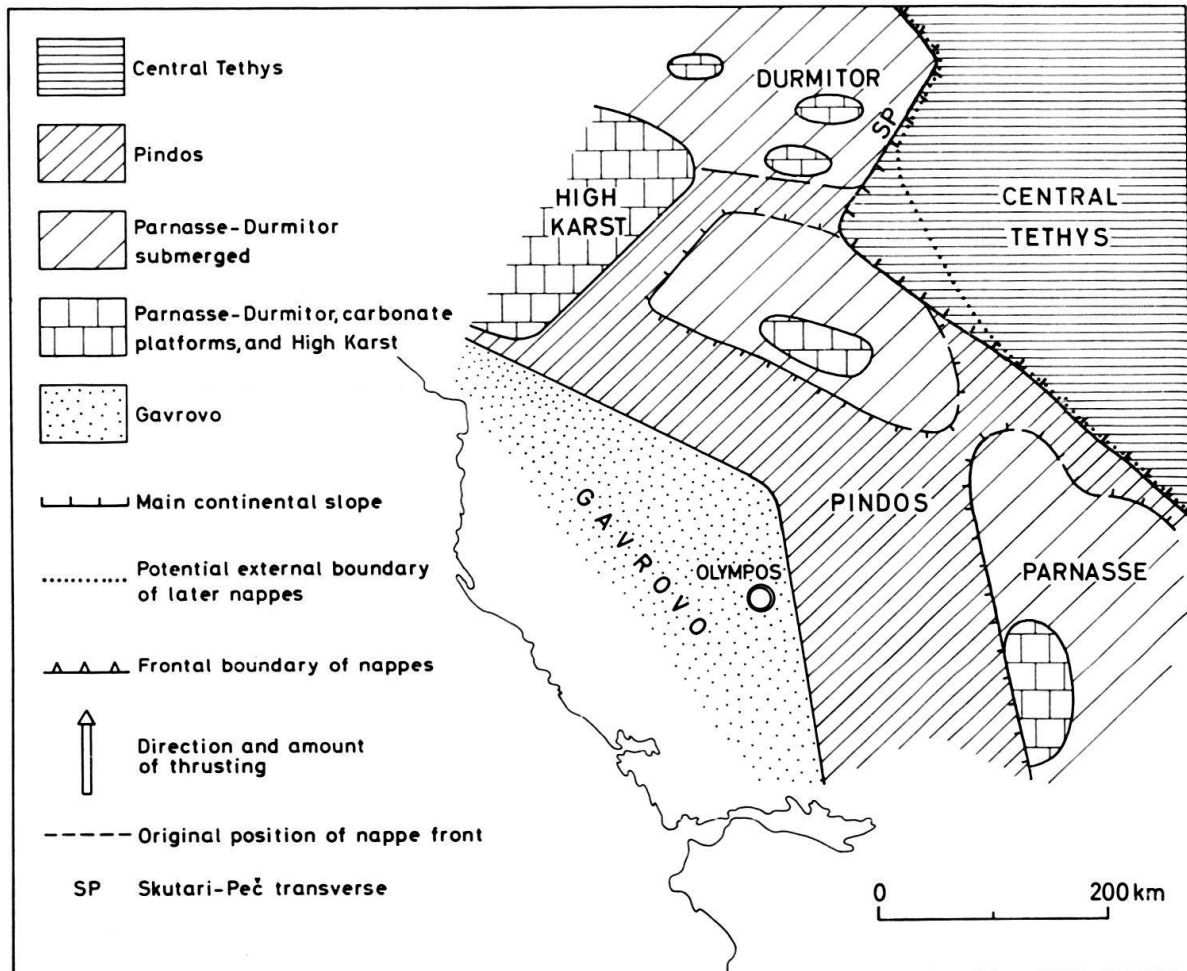 Central Tethys
Pindos
Parnasse-Durmitor
submerged
Parnasse-Durmitor, carbonate
platforms, and High Karst
Gavrovo
Main continental slope
Potential external boundary
of later nappes
Frontal boundary of nappes
Direction and amount
of thrusting
Original position of nappe front
SP Skutari-Peč transverse
DURMITOR
SP
HIGH
KARST
CENTRAL
TETHYS
GAVROVO
PINDOS
OLYMPOS
PARNASSE
0 200 km